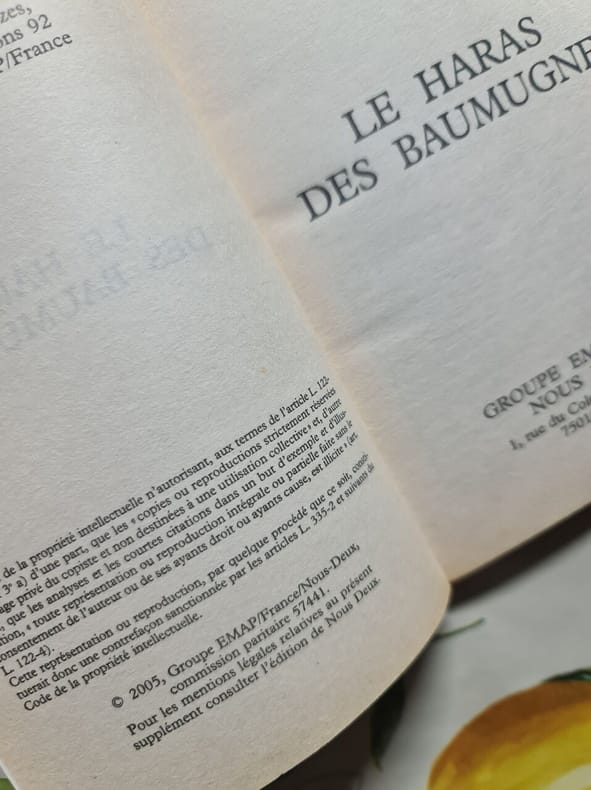 zes,
ons 92
P/France
de la propriété intellectuelle n'autorisant, aux termes de l'article L. 122-
3° a) d'une part, que les « copies ou reproductions strictement réservées
age privé du copiste et non destinées à une utilisation collective » et, d'autre
, que les analyses et les courtes citations dans un but d'exemple et d'illus-
tion, « toute représentation ou reproduction intégrale ou partielle faite sans le
onsentement de l'auteur ou de ses ayants droit ou ayants cause, est illicite » (art.
L. 122-4).
Cette représentation ou reproduction, par quelque procédé que ce soit, consti-
tuerait donc une contrefaçon sanctionnée par les articles L. 335-2 et suivants du
Code de la propriété intellectuelle.
© 2005, Groupe EMAP/France/Nous-Deux,
commission paritaire 57441.
Pour les mentions légales relatives au présent
supplément consulter l'édition de Nous Deux.
LE HARAS
DES BAUMUGNE
GROUPE EM
NOUS
1, rue du Col
7501